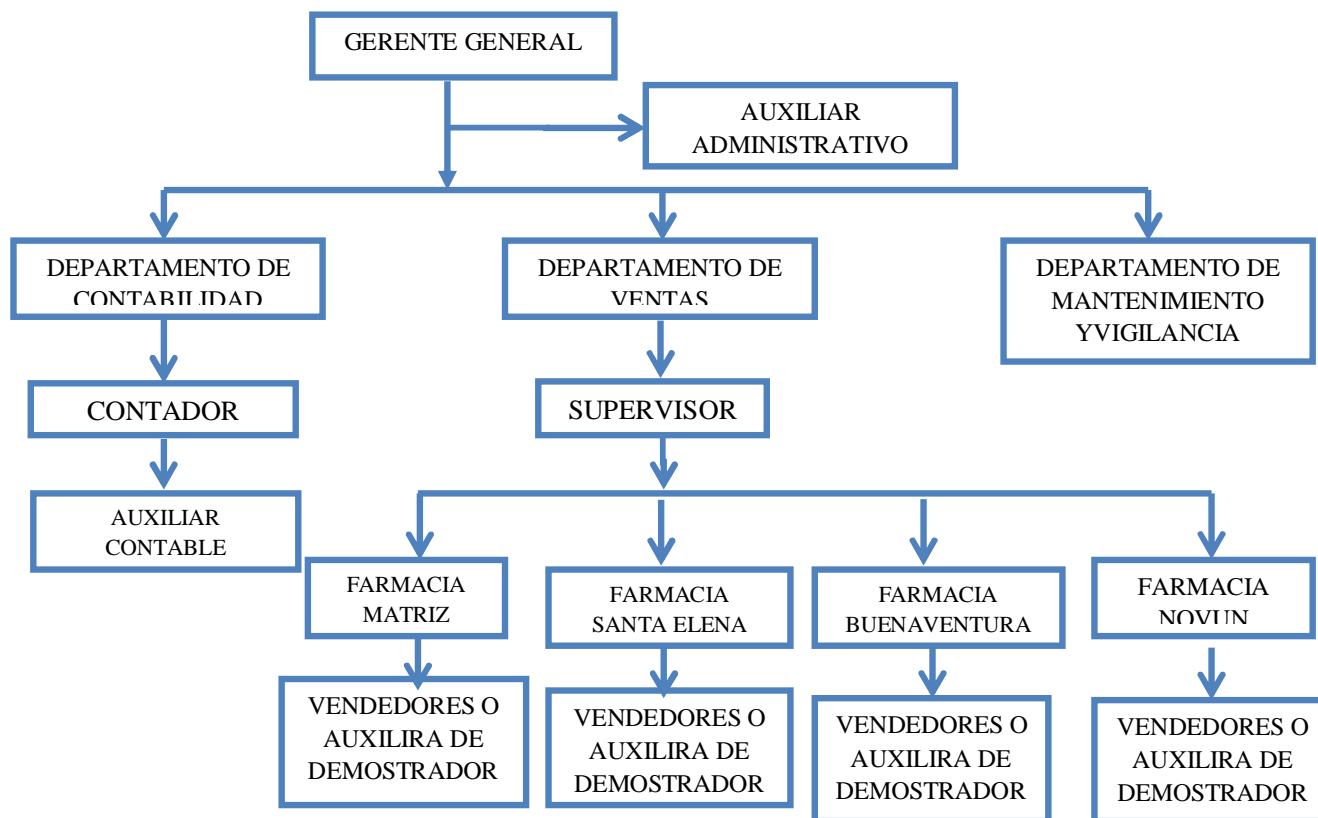 GERENTE GENERAL
AUXILIAR
ADMINISTRATIVO
DEPARTAMENTO DE
CONTABILIDAD
DEPARTAMENTO DE
VENTAS
DEPARTAMENTO DE
MANTENIMIENTO
YVIGILANCIA
CONTADOR
SUPERVISOR
AUXILIAR
CONTABLE
FARMACIA
MATRIZ
FARMACIA
SANTA ELENA
FARMACIA
BUENAVENTURA
FARMACIA
NOVUN
VENDEDORES O
AUXILIRA DE
DEMOSTRADOR
VENDEDORES O
AUXILIRA DE
DEMOSTRADOR
VENDEDORES O
AUXILIRA DE
DEMOSTRADOR
VENDEDORES O
AUXILIRA DE
DEMOSTRADOR